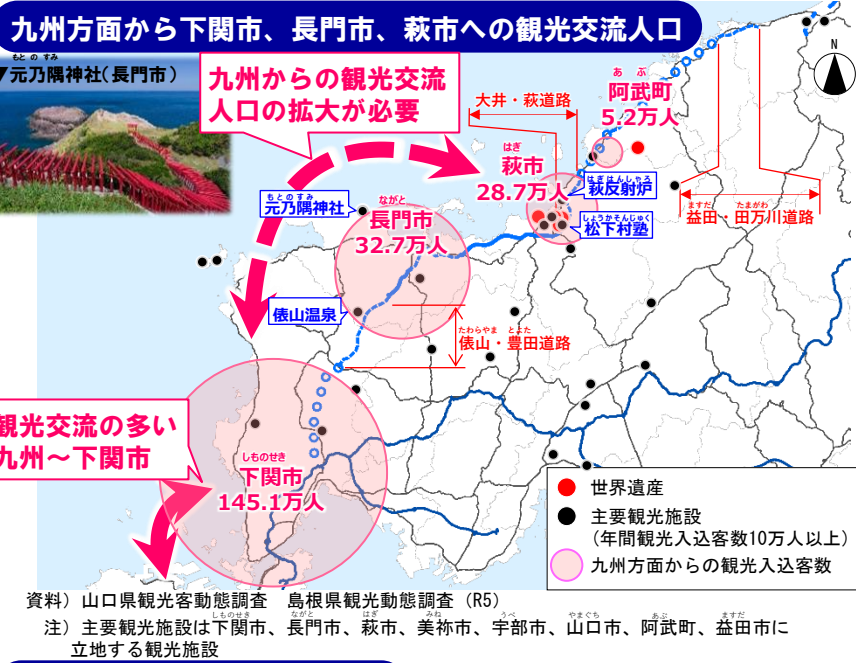 九州方面から下関市、長門市、萩市への観光交流人口
もとのすみ
▼元乃隅神社(長門市)
九州からの観光交流
人口の拡大が必要
大井・萩道路
あぶ
阿武町
5.2万人
N
はぎ
萩市
28.7万人
はぎはんしゃろ
萩反射炉
しょうかそんじゅく
松下村塾
ますだ たまがわ
益田・田万川道路
もとのすみ
元乃隅神社
ながと
長門市
32.7万人
俵山温泉
たわらやま とよた
俵山・豊田道路
観光交流の多い
九州～下関市
しものせき
下関市
145.1万人
世界遺産
主要観光施設
(年間観光入込客数10万人以上)
九州方面からの観光入込客数
資料）山口県観光客動態調査 島根県観光動態調査（R5）
しものせき ながと はぎ みね うべ やまぐち あぶ ますだ
注）主要観光施設は下関市、長門市、萩市、美祢市、宇部市、山口市、阿武町、益田市に
立地する観光施設